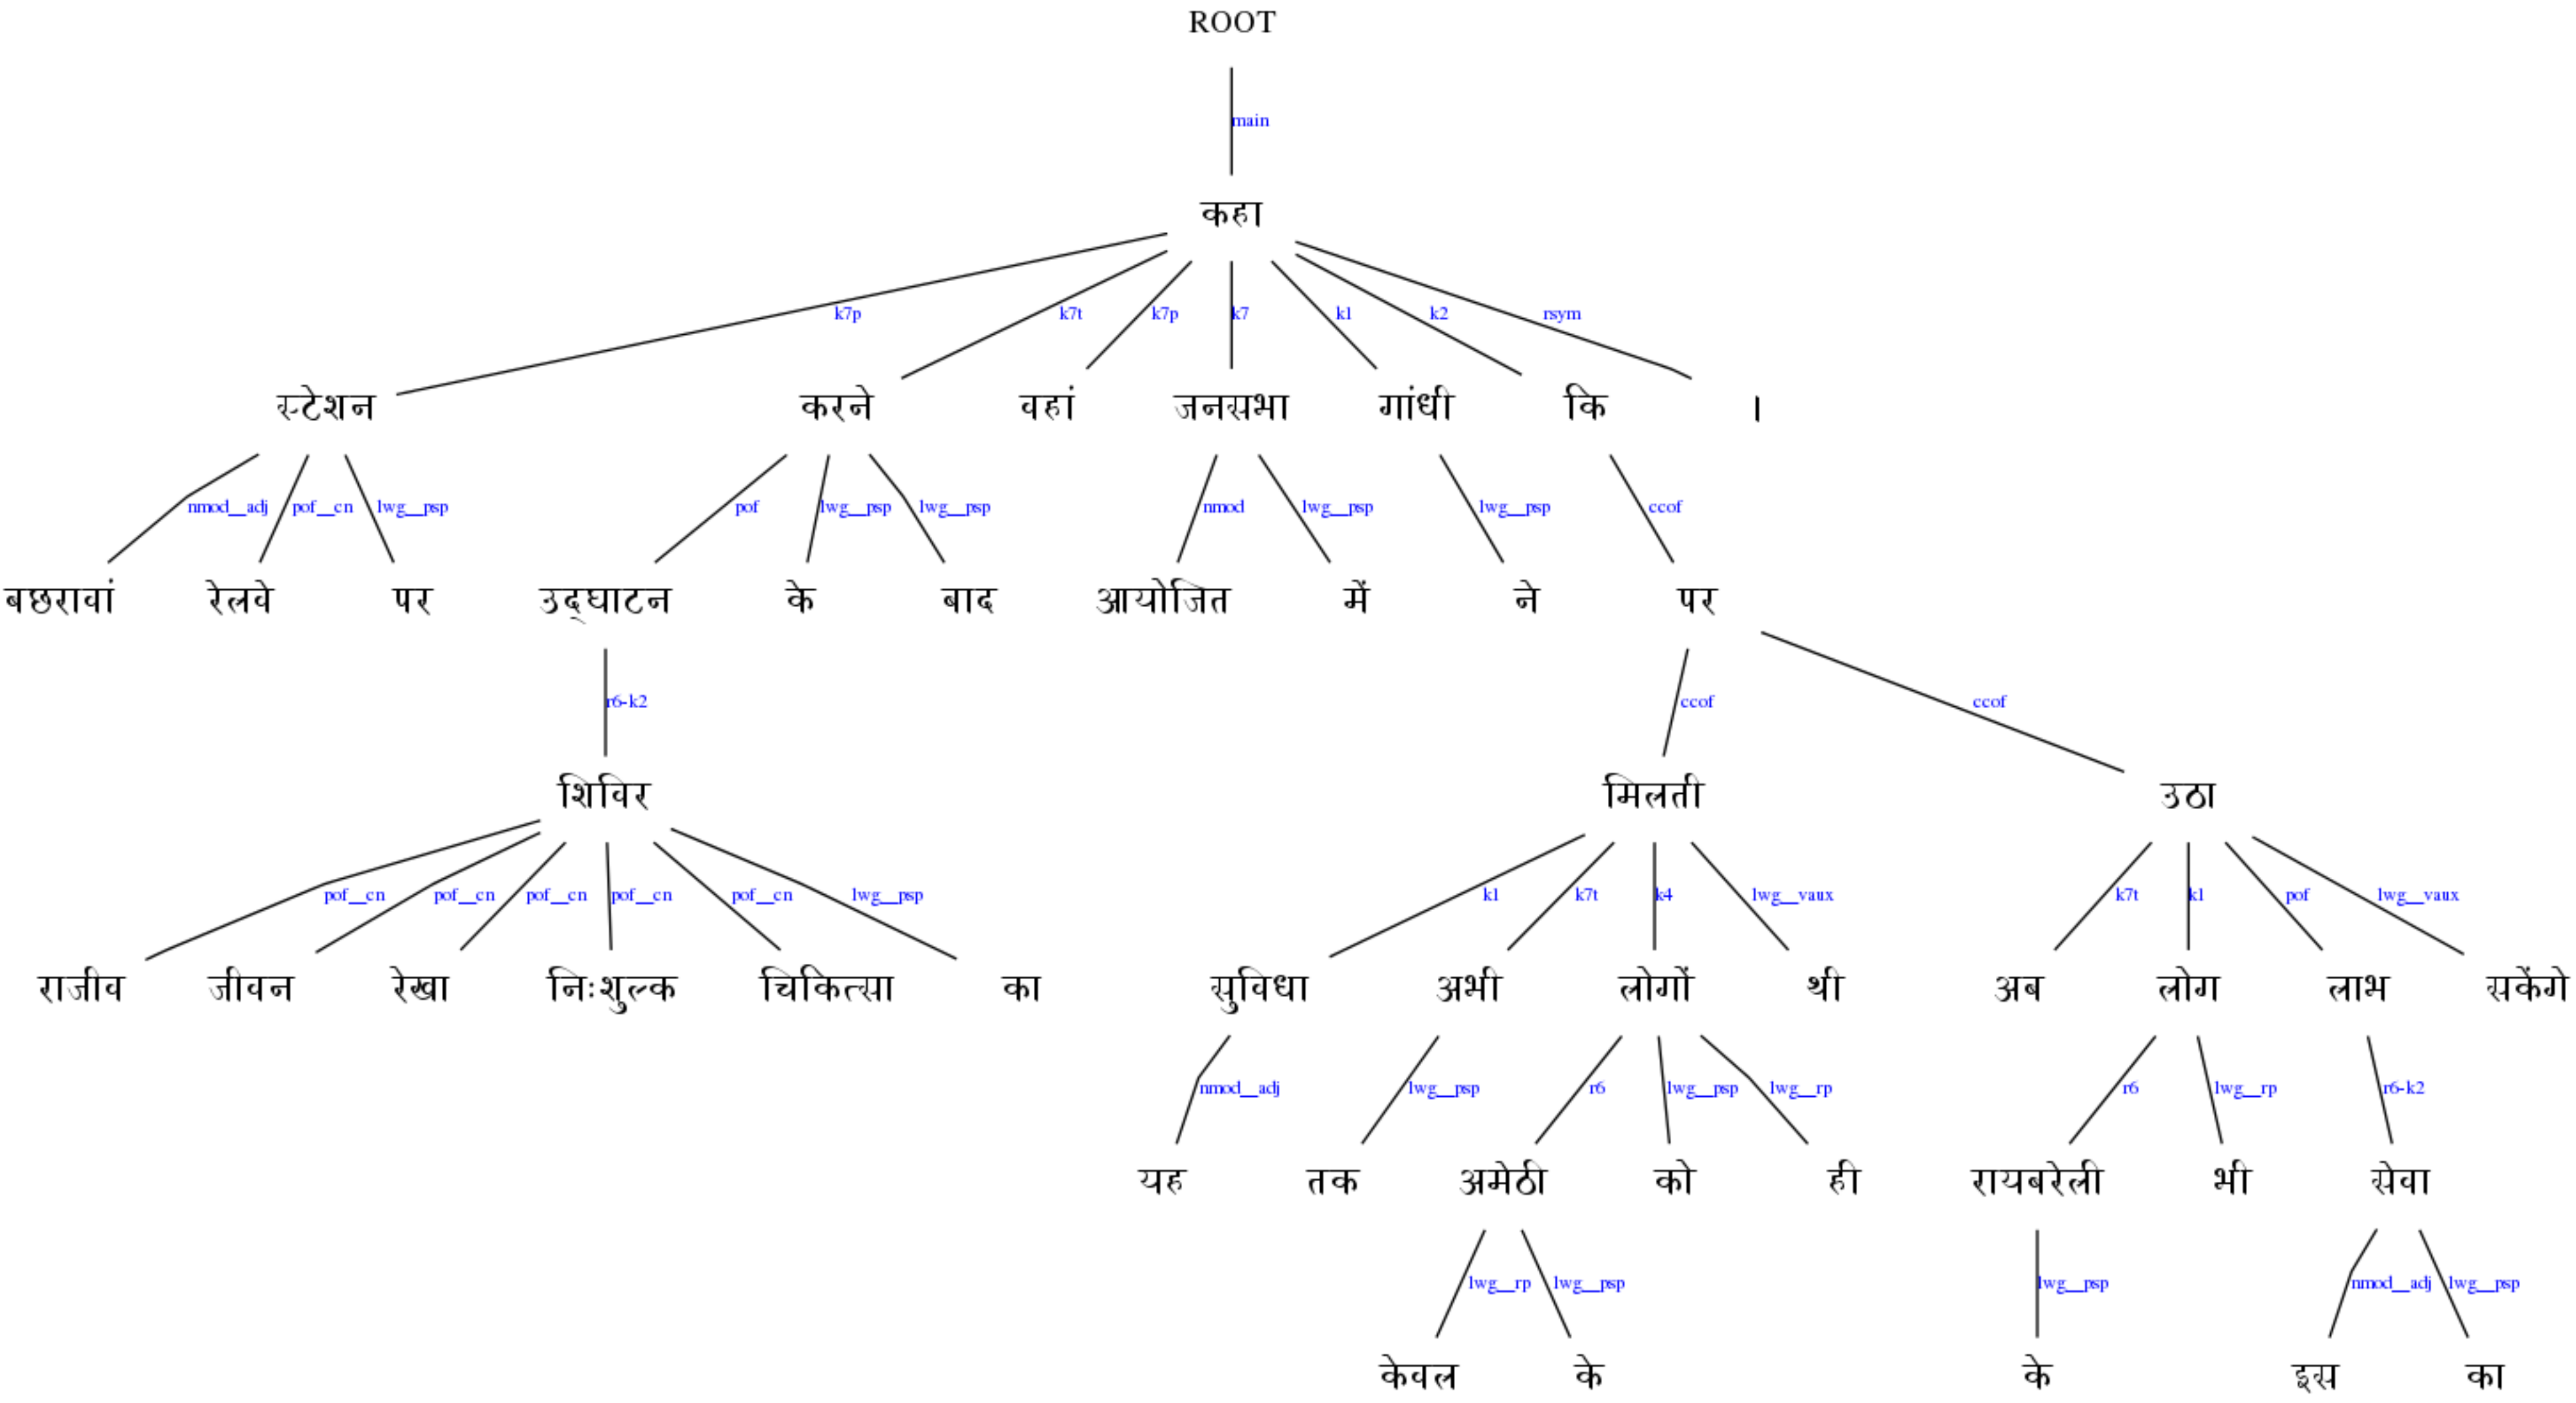 ROOT
main
कहा
k7p k7t k7p k7 k1 k2 rsym
स्टेशन करने वहां जनसभा गांधी कि ।
nmod__adj pof__cn lwg__psp pof lwg__psp lwg__psp nmod lwg__psp lwg__psp ccof
बछरावां रेलवे पर उद्घाटन के बाद आयोजित में ने पर
r6-k2 ccof ccof
शिविर मिलती उठा
pof__cn pof__cn pof__cn pof__cn pof__cn lwg__psp k1 k7t k4 lwg__vaux k7t k1 pof lwg__vaux
राजीव जीवन रेखा निःशुल्क चिकित्सा का सुविधा अभी लोगों थी अब लोग लाभ सकेंगे
nmod__adj lwg__psp r6 lwg__psp lwg__rp r6 lwg__rp r6-k2
यह तक अमेठी को ही रायबरेली भी सेवा
lwg__rp lwg__psp lwg__psp nmod__adj lwg__psp
केवल के के इस का